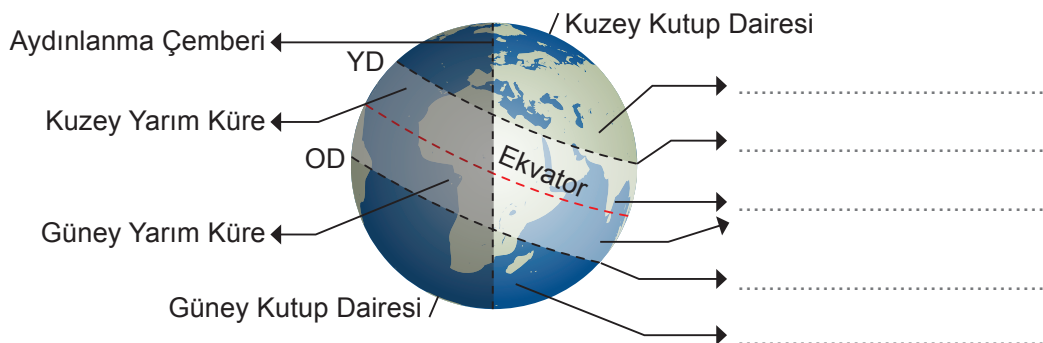 Kuzey Kutup Dairesi
Aydınlanma Çemberi
YD
Kuzey Yarım Küre
OD
Ekvator
Güney Yarım Küre
Güney Kutup Dairesi